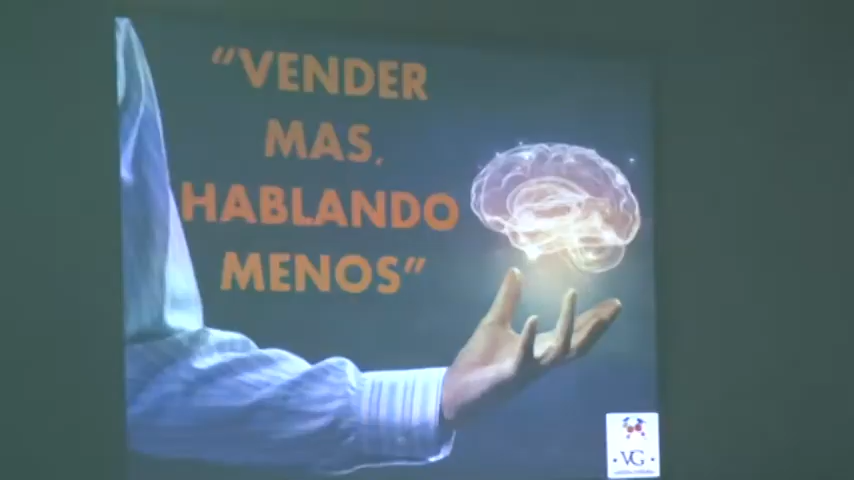 “VENDER
MAS,
HABLANDO
MENOS”
VG